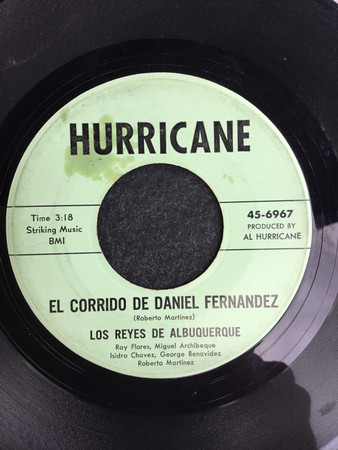 HURRICANE
Time 3:18
Striking Music
BMI
45-6967
PRODUCED BY
AL HURRICANE
EL CORRIDO DE DANIEL FERNANDEZ
(Roberto Martinez)
LOS REYES DE ALBUQUERQUE
Ray Flores, Miguel Archibeque
Isidro Chavez, George Benavidez
Roberto Martinez